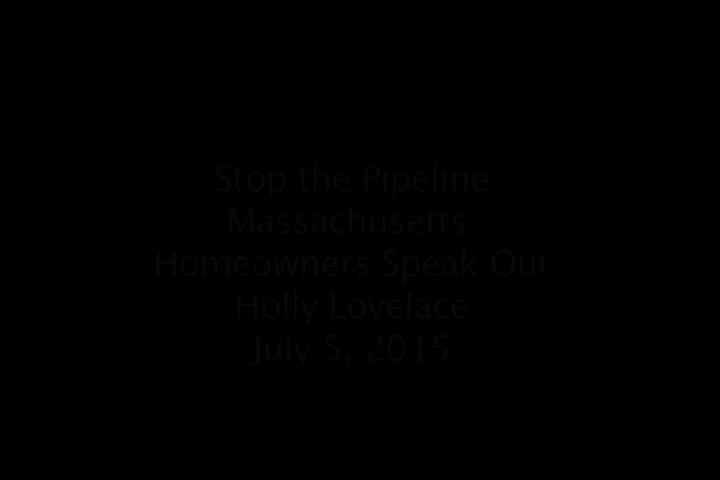 Stop the Pipeline
Massachusetts
Homeowners Speak Out
Holly Lovelace
July 5, 2015